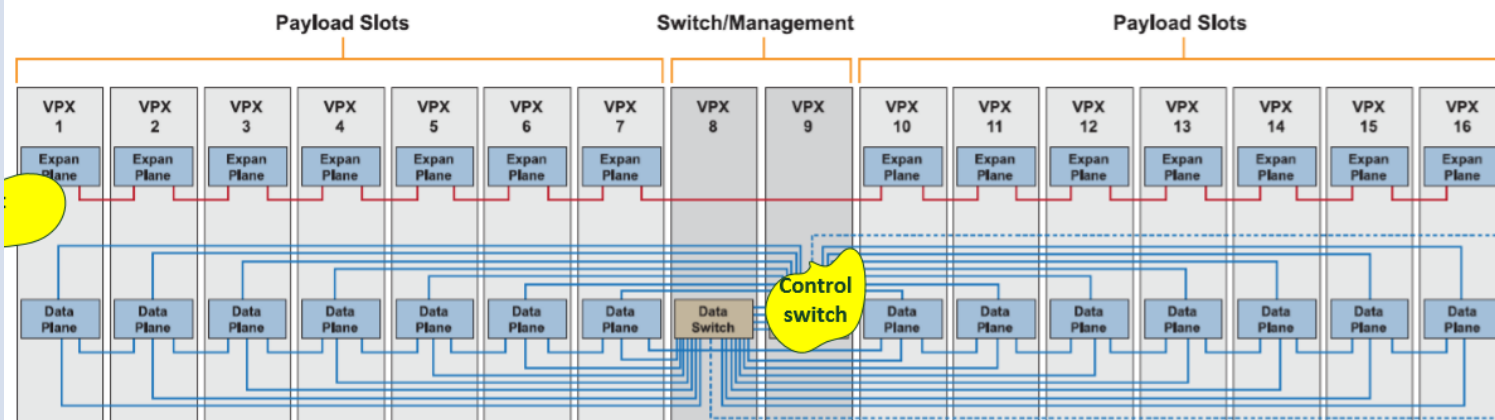 Payload Slots
Switch/Management
Payload Slots
VPX 1
VPX 2
VPX 3
VPX 4
VPX 5
VPX 6
VPX 7
VPX 8
VPX 9
VPX 10
VPX 11
VPX 12
VPX 13
VPX 14
VPX 15
VPX 16
Expan
Plane
Expan
Plane
Expan
Plane
Expan
Plane
Expan
Plane
Expan
Plane
Expan
Plane
Expan
Plane
Expan
Plane
Expan
Plane
Expan
Plane
Expan
Plane
Expan
Plane
Expan
Plane
Data
Plane
Data
Plane
Data
Plane
Data
Plane
Data
Plane
Data
Plane
Data
Plane
Data
Switch
Control
switch
Data
Plane
Data
Plane
Data
Plane
Data
Plane
Data
Plane
Data
Plane
Data
Plane